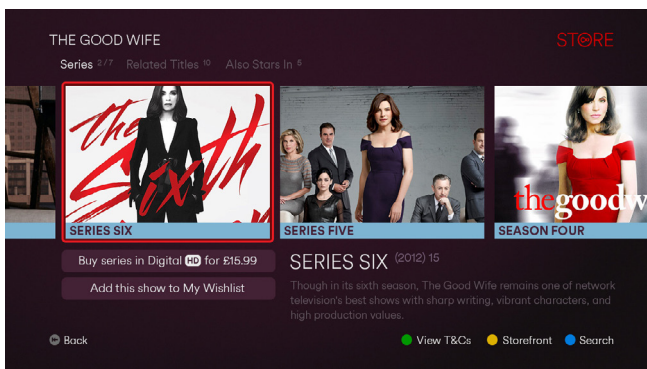 THE GOOD WIFE
STORE
Series 2/7 Related Titles 10 Also Stars In 5
The
Sixth
thegoodw
SERIES SIX
SERIES FIVE
SEASON FOUR
Buy series in Digital HD for £15.99
Add this show to My Wishlist
SERIES SIX (2012) 15
Though in its sixth season, The Good Wife remains one of network
television's best shows with sharp writing, vibrant characters, and
high production values.
Back
View T&Cs
Storefront
Search